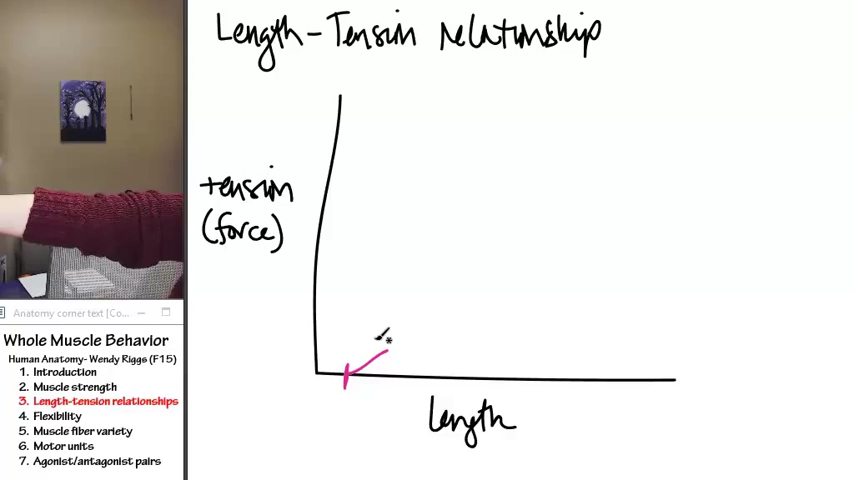 Length-Tension relationship
tension
(force)
length
Anatomy corner text [Co...
Whole Muscle Behavior
Human Anatomy- Wendy Riggs (F15)
1. Introduction
2. Muscle strength
3. Length-tension relationships
4. Flexibility
5. Muscle fiber variety
6. Motor units
7. Agonist/antagonist pairs